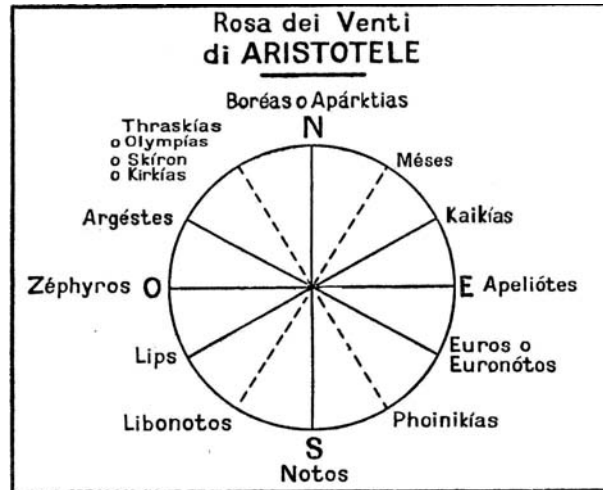 Rosa dei Venti
di ARISTOTELE
Boréas o Apárktias
N
Thraskías
o Olympías
o Skíron
o Kirkías
Méses
Argéstes
Kaikías
Zéphyros O
E Apeliótes
Lips
Euros o
Euronótos
Libonotos
Phoinikías
S
Notos